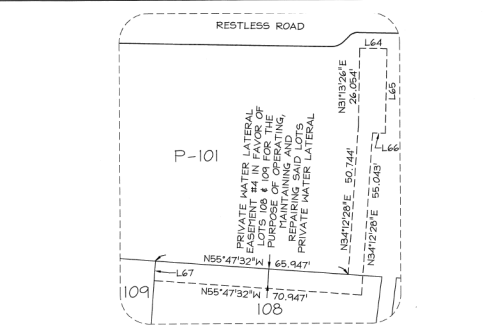 RESTLESS ROAD
L64
N31°13'26"E
26.054'
L65
L66
P-101
PRIVATE WATER LATERAL
EASEMENT #4 IN FAVOR OF
LOTS 108 & 109 FOR THE
PURPOSE OF OPERATING,
MAINTAINING AND
REPAIRING SAID LOTS
PRIVATE WATER LATERAL
N34°12'28"E 50.744'
N34°12'28"E 55.043'
N55°47'32"W 65.947'
L67
N55°47'32"W 70.947'
109
108